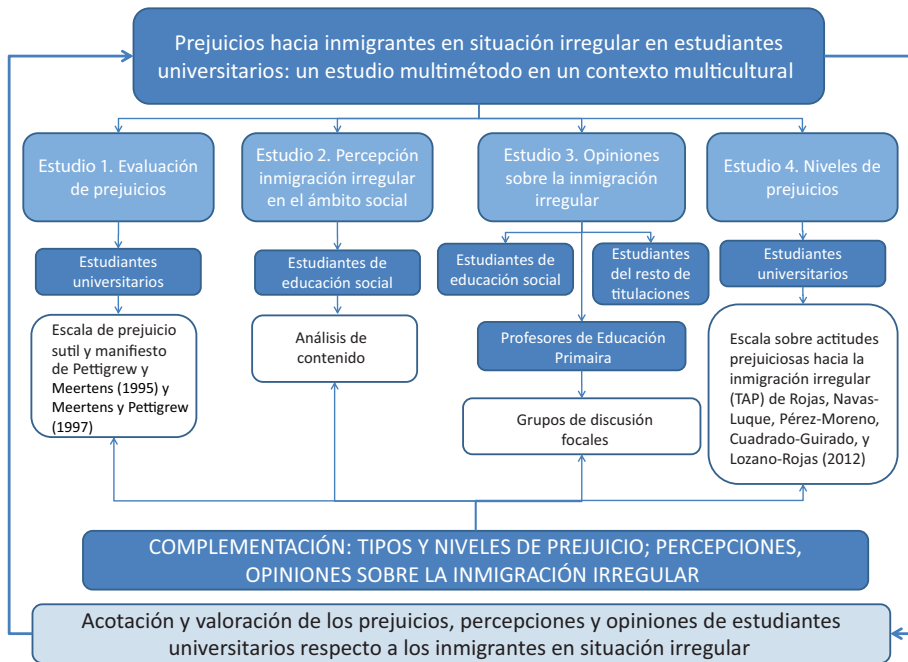 Prejuicios hacia inmigrantes en situación irregular en estudiantes
universitarios: un estudio multimétodo en un contexto multicultural
Estudio 1. Evaluación
de prejuicios
Estudio 2. Percepción
inmigración irregular
en el ámbito social
Estudio 3. Opiniones
sobre la inmigración
irregular
Estudio 4. Niveles de
prejuicios
Estudiantes
universitarios
Estudiantes de
educación social
Estudiantes de
educación social
Estudiantes
del resto de
titulaciones
Estudiantes
universitarios
Escala de prejuicio
sutil y manifiesto
de Pettigrew y
Meertens (1995) y
Meertens y Pettigrew
(1997)
Análisis de
contenido
Profesores de Educación
Primaira
Grupos de discusión
focales
Escala sobre actitudes
prejuiciosas hacia la
inmigración irregular
(TAP) de Rojas, Navas-
Luque, Pérez-Moreno,
Cuadrado-Guirado, y
Lozano-Rojas (2012)
COMPLEMENTACIÓN: TIPOS Y NIVELES DE PREJUICIO; PERCEPCIONES,
OPINIONES SOBRE LA INMIGRACIÓN IRREGULAR
Acotación y valoración de los prejuicios, percepciones y opiniones de estudiantes
universitarios respecto a los inmigrantes en situación irregular